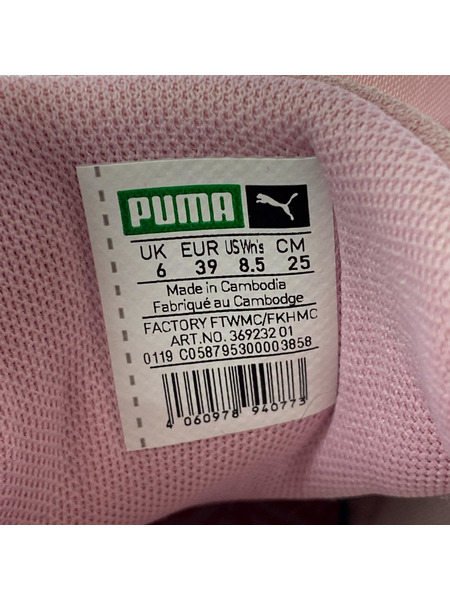 PUMA
UK EUR US Wn's CM
6 39 8.5 25
Made in Cambodia
Fabriqué au Cambodge
FACTORY FTWMC/FKHMC
ART.NO. 369232 01
0119 C05879530003858
4 060978 940773